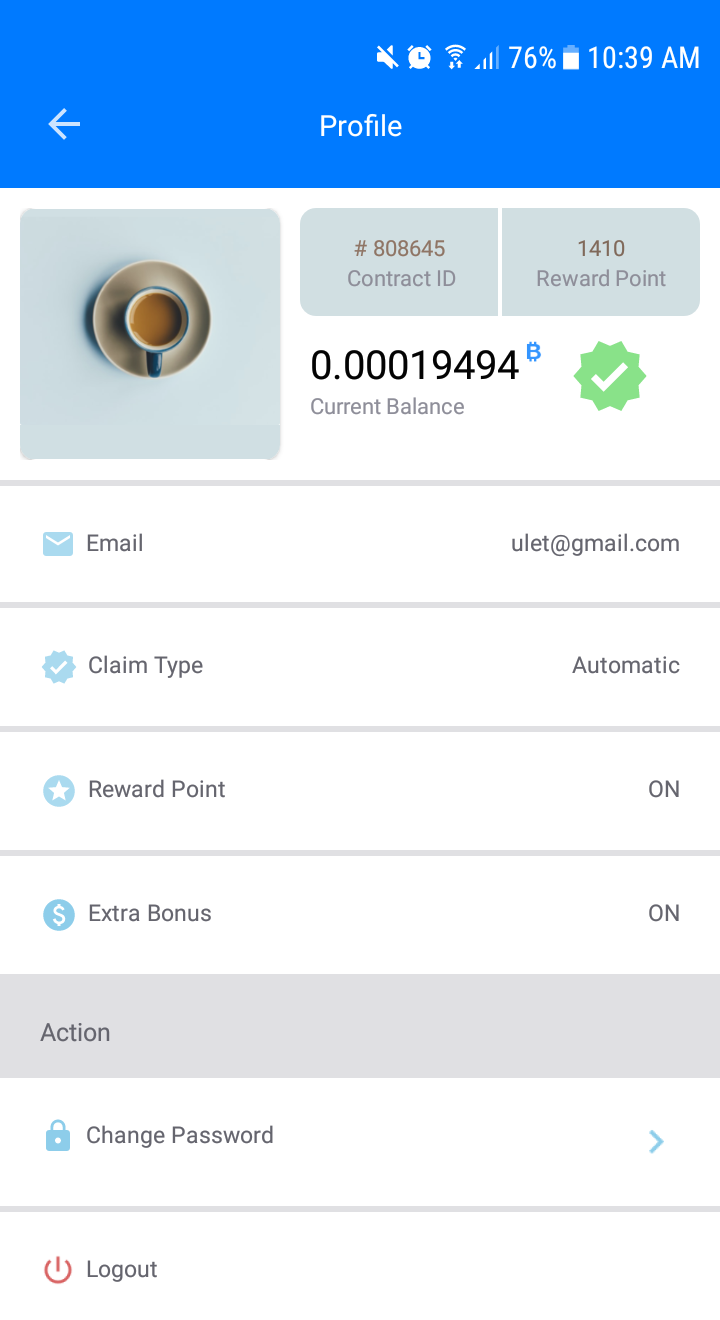 76% 10:39 AM
Profile
# 808645
Contract ID
1410
Reward Point
0.00019494 ₿
Current Balance
Email
ulet@gmail.com
Claim Type
Automatic
Reward Point
ON
Extra Bonus
ON
Action
Change Password
Logout